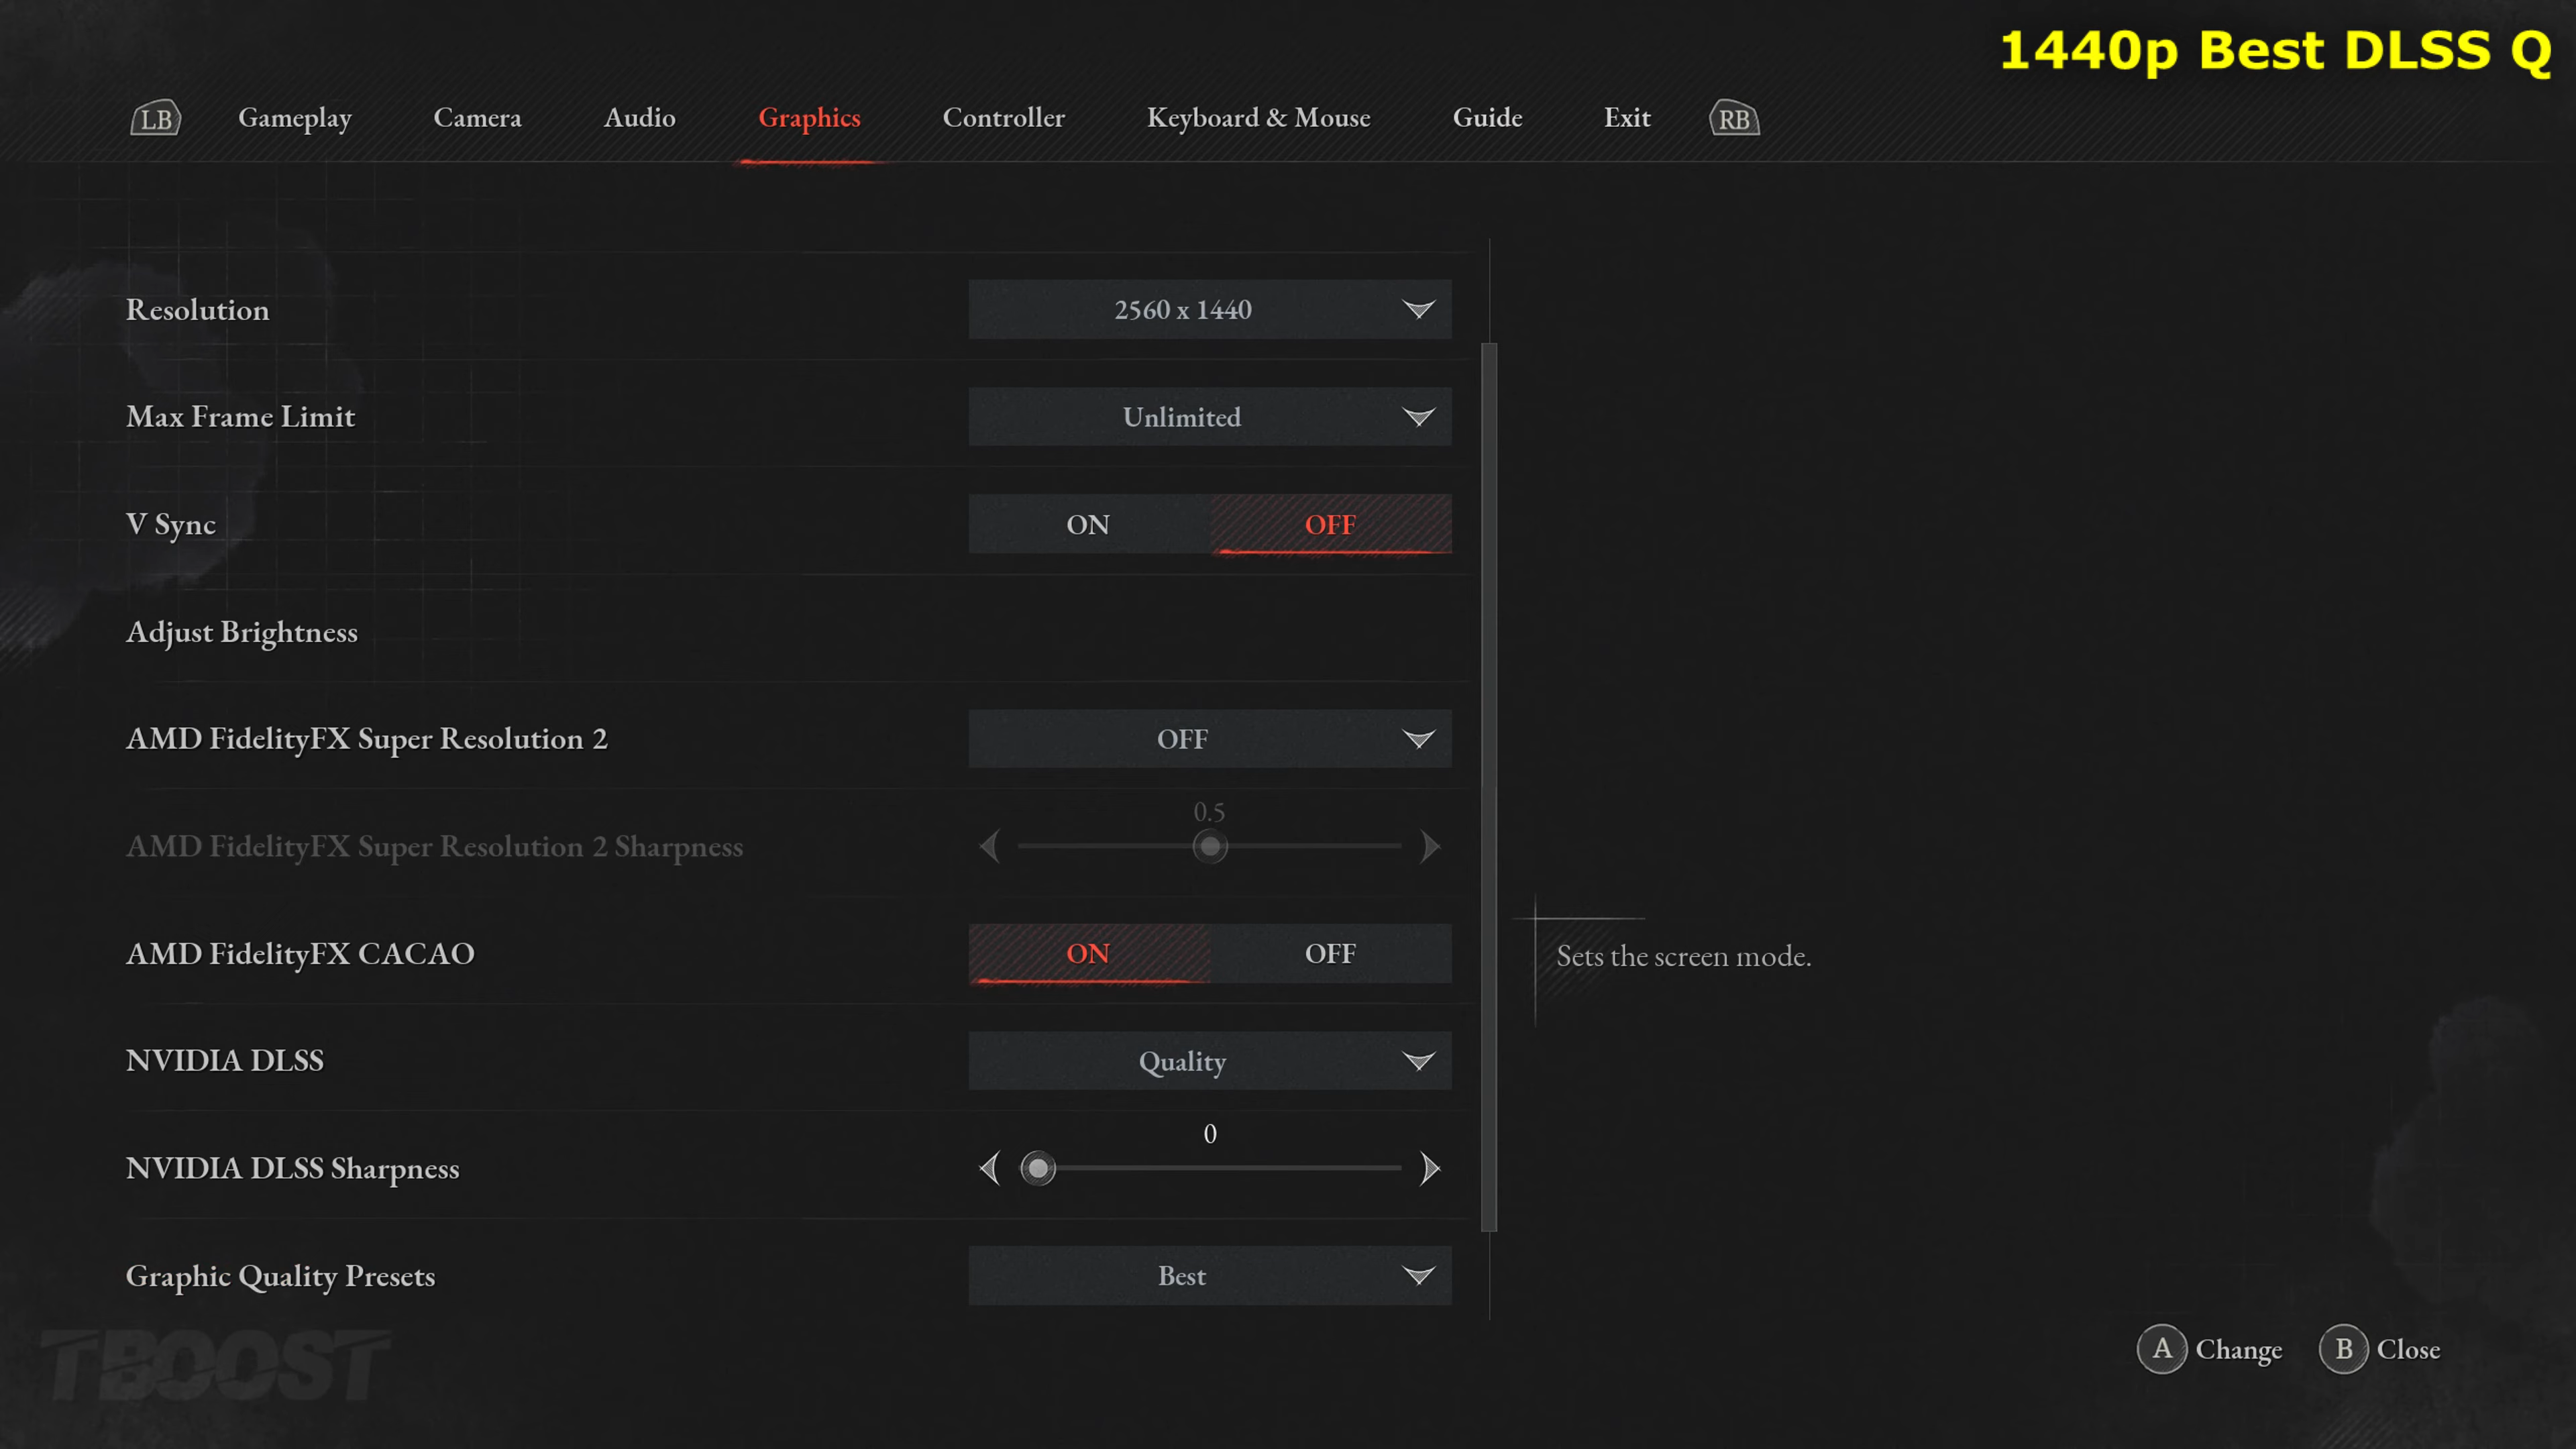 1440p Best DLSS Q
LB Gameplay Camera Audio Graphics Controller Keyboard & Mouse Guide Exit RB
Resolution 2560 x 1440
Max Frame Limit Unlimited
V Sync ON OFF
Adjust Brightness
AMD FidelityFX Super Resolution 2 OFF
0.5
AMD FidelityFX Super Resolution 2 Sharpness
AMD FidelityFX CACAO ON OFF
Sets the screen mode.
NVIDIA DLSS Quality
0
NVIDIA DLSS Sharpness
Graphic Quality Presets Best
TBOOST
A Change B Close